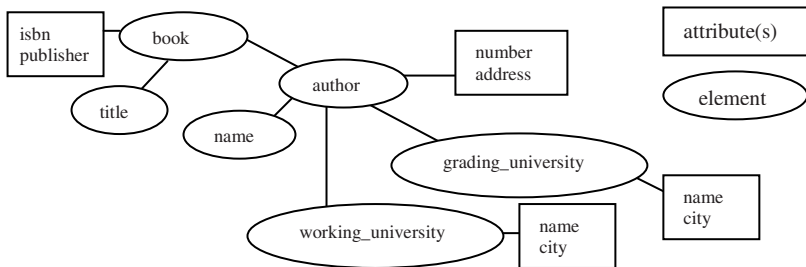 isbn
publisher
book
title
author
name
number
address
attribute(s)
element
grading_university
name
city
working_university
name
city